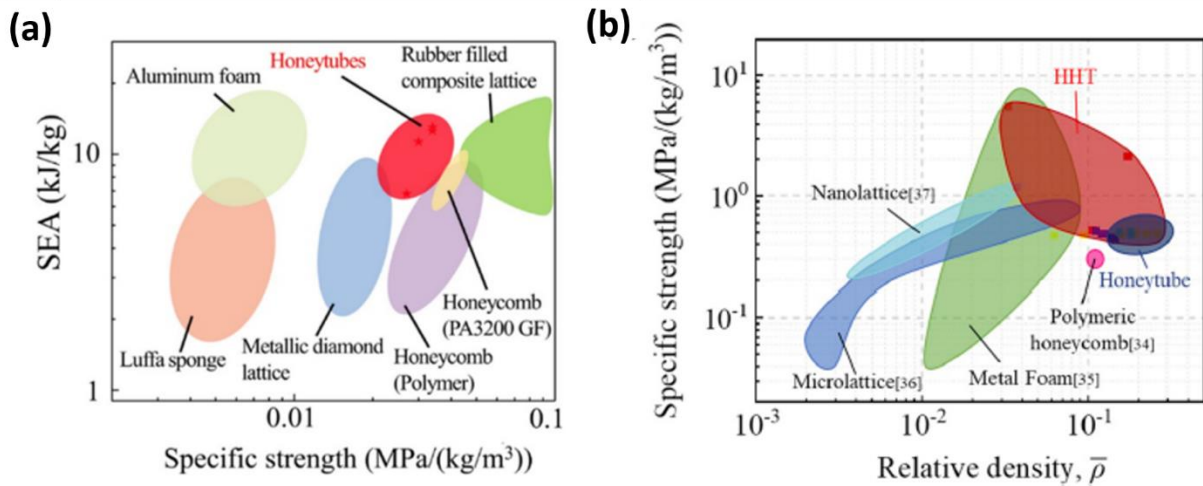 (a)
SEA (kJ/kg)
10
1
Aluminum foam
Honeytubes
Rubber filled
composite lattice
Luffa sponge
Metallic diamond
lattice
Honeycomb
(Polymer)
Honeycomb
(PA3200 GF)
0.01
0.1
Specific strength (MPa/(kg/m³))
(b)
Specific strength (MPa/(kg/m³)
10¹
10⁰
10⁻¹
HHT
Nanolattice[37]
Honeytube
Polymeric
honeycomb[34]
Microlattice[36]
Metal Foam[35]
10⁻³
10⁻²
10⁻¹
Relative density, ρ̅